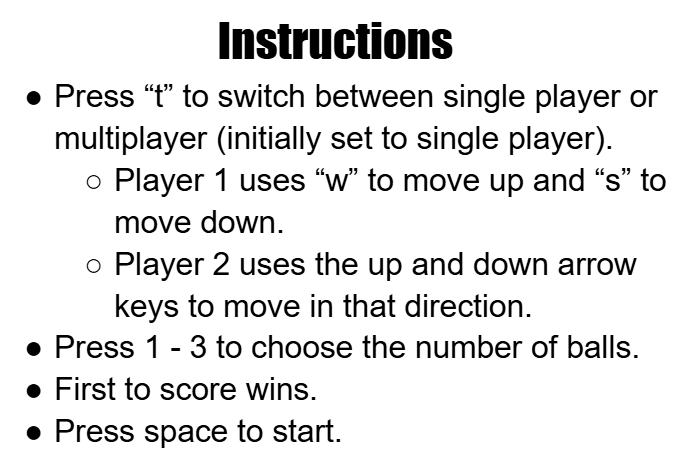 Instructions
● Press “t” to switch between single player or
multiplayer (initially set to single player).
○ Player 1 uses “w” to move up and “s” to
move down.
○ Player 2 uses the up and down arrow
keys to move in that direction.
● Press 1 - 3 to choose the number of balls.
● First to score wins.
● Press space to start.